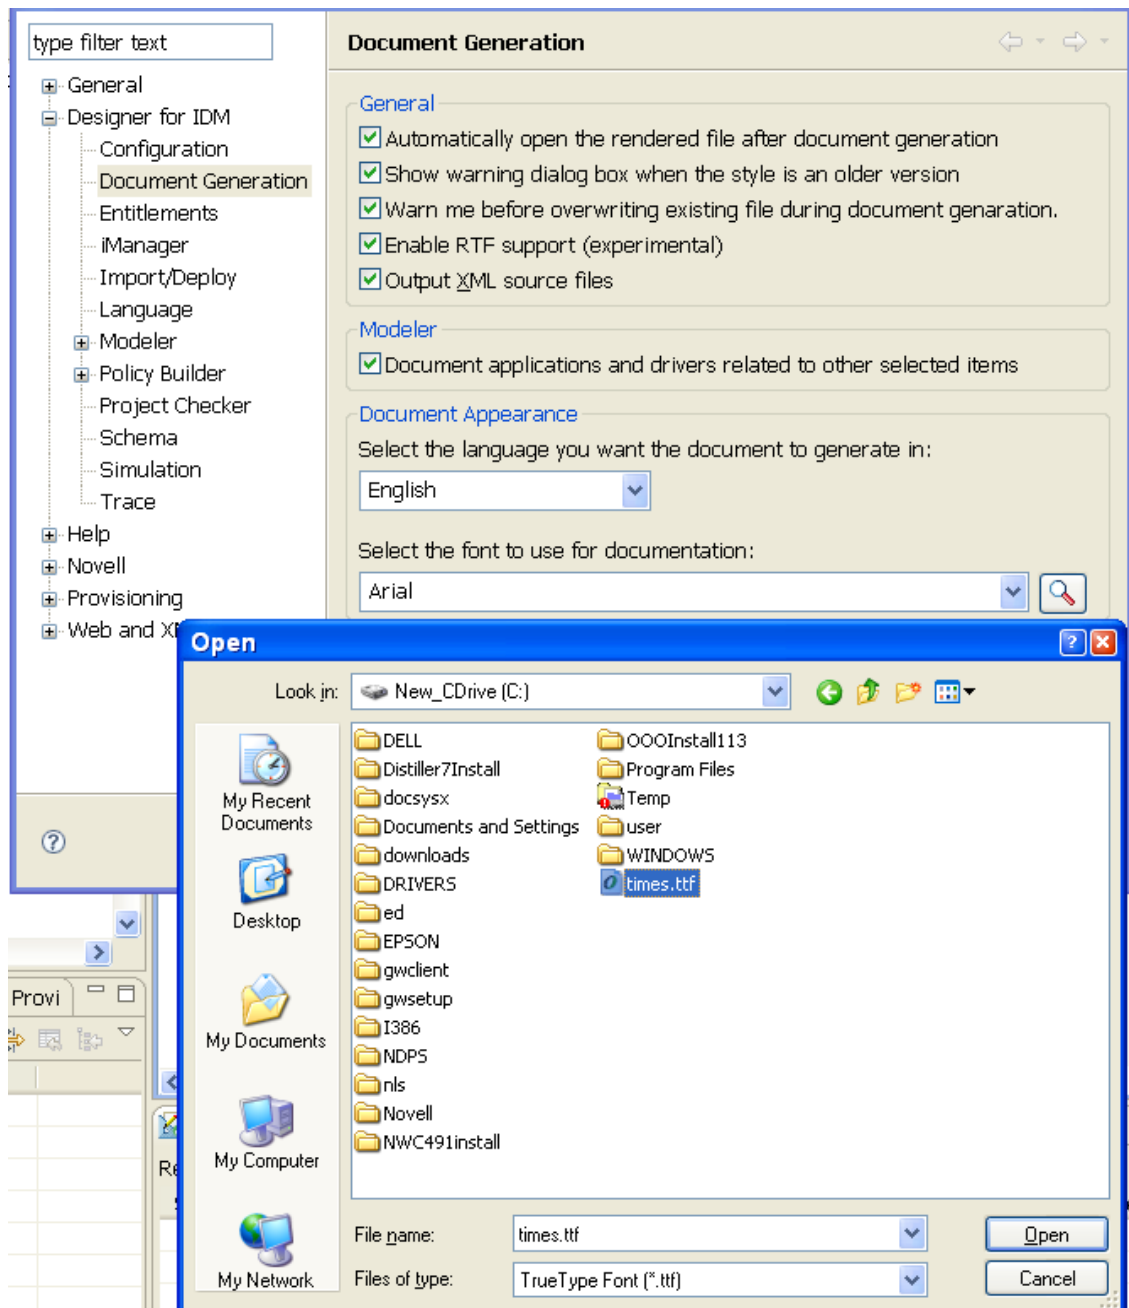 type filter text
General
Designer for IDM
Configuration
Document Generation
Entitlements
iManager
Import/Deploy
Language
Modeler
Policy Builder
Project Checker
Schema
Simulation
Trace
Help
Novell
Provisioning
Web and
Document Generation
General
Automatically open the rendered file after document generation
Show warning dialog box when the style is an older version
Warn me before overwriting existing file during document genaration.
Enable RTF support (experimental)
Output XML source files
Modeler
Document applications and drivers related to other selected items
Document Appearance
Select the language you want the document to generate in:
English
Select the font to use for documentation:
Arial
Open
Look in:
New_CDrive (C:)
My Recent
Documents
Desktop
My Documents
My Computer
My Network
DELL
Distiller7Install
docsysx
Documents and Settings
downloads
DRIVERS
ed
EPSON
gwclient
gwsetup
I386
NDPS
nls
Novell
NWC491install
OOOInstall113
Program Files
Temp
user
WINDOWS
times.ttf
File name:
times.ttf
Open
Files of type:
TrueType Font (*.ttf)
Cancel
Provi